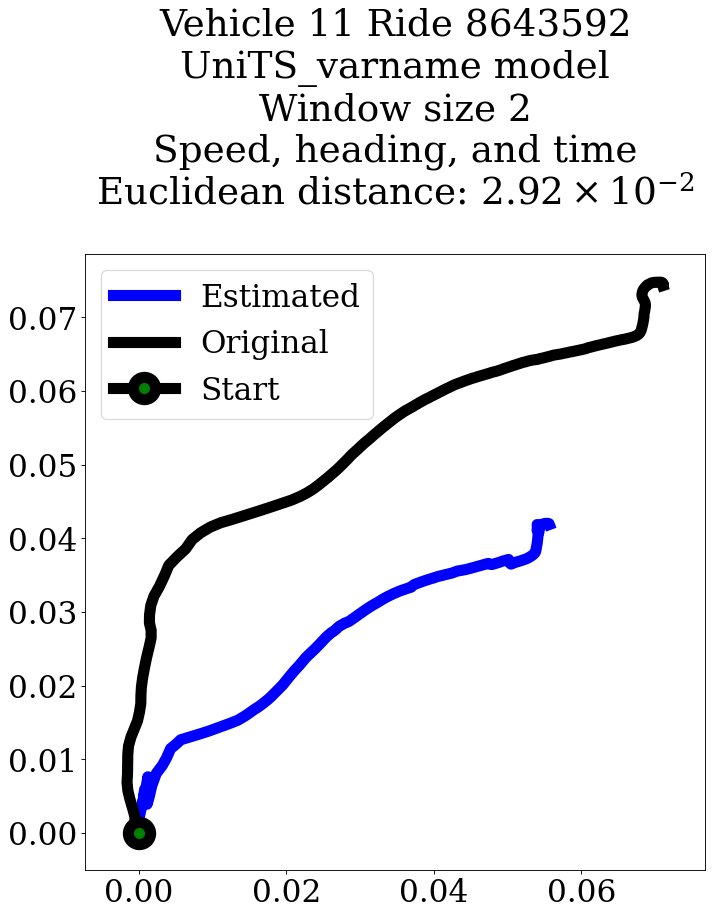 Vehicle 11 Ride 8643592
UniTS_varname model
Window size 2
Speed, heading, and time
Euclidean distance: 2.92 × 10⁻²
Estimated
Original
Start
0.07
0.06
0.05
0.04
0.03
0.02
0.01
0.00
0.00 0.02 0.04 0.06